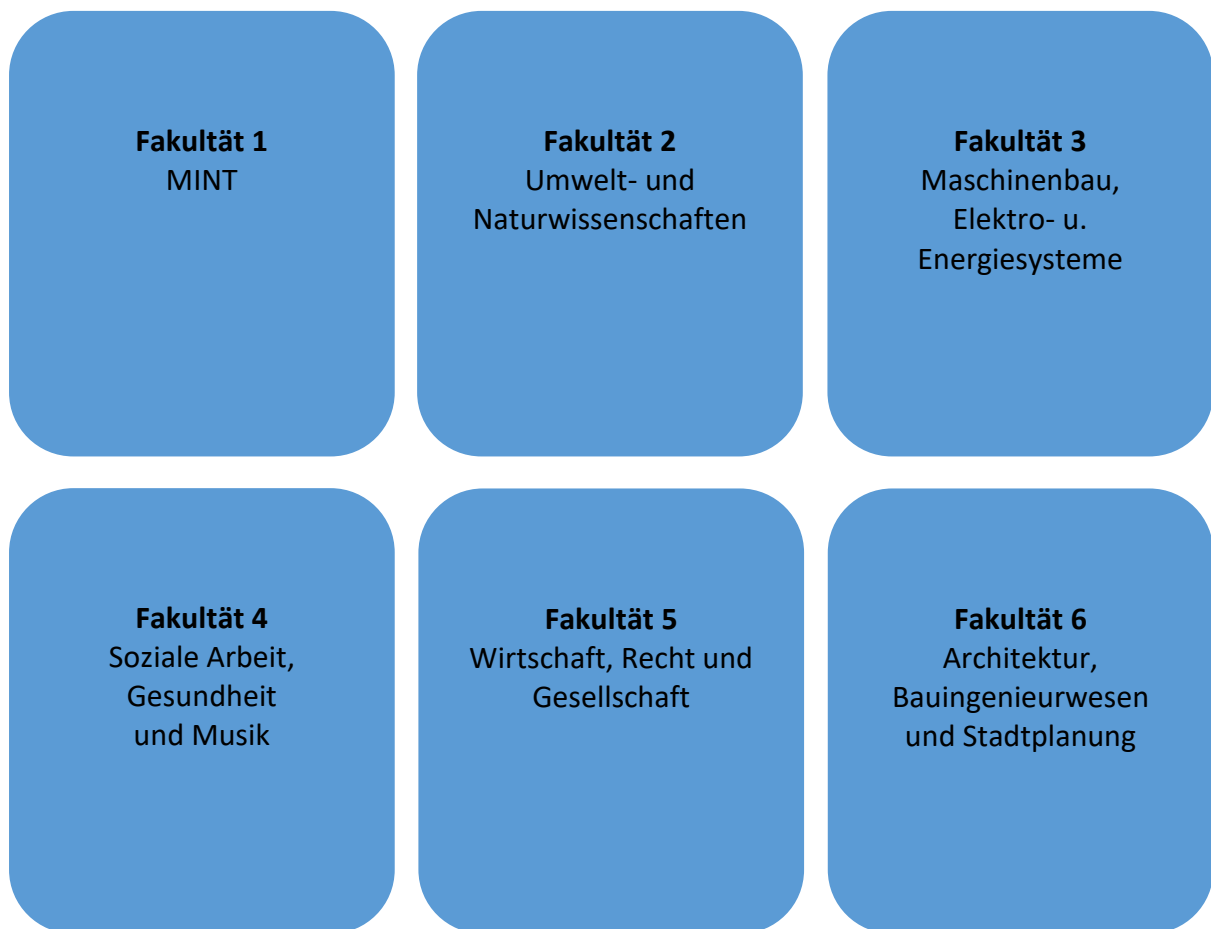 Fakultät 1
MINT
Fakultät 2
Umwelt- und
Naturwissenschaften
Fakultät 3
Maschinenbau,
Elektro- u.
Energiesysteme
Fakultät 4
Soziale Arbeit,
Gesundheit
und Musik
Fakultät 5
Wirtschaft, Recht und
Gesellschaft
Fakultät 6
Architektur,
Bauingenieurwesen
und Stadtplanung